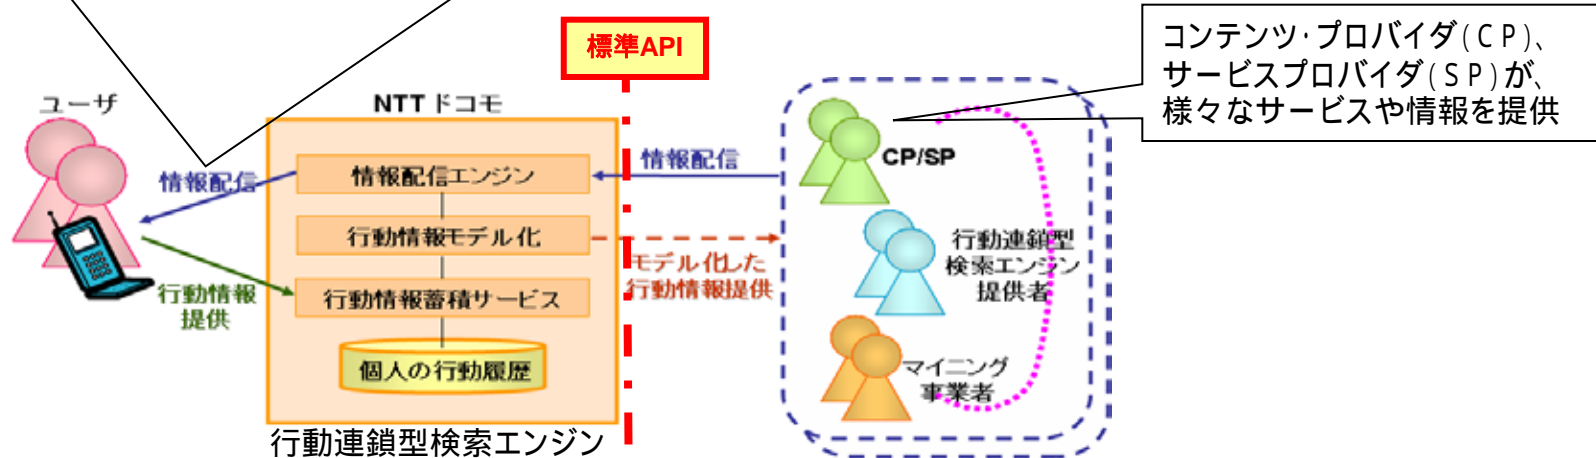 標準API
コンテンツ・プロバイダ(CP)、
サービスプロバイダ(SP)が、
様々なサービスや情報を提供
ユーザ
NTTドコモ
情報配信
情報配信エンジン
情報配信
CP/SP
行動情報モデル化
モデル化した
行動情報提供
行動連鎖型
検索エンジン
提供者
行動情報
提供
行動情報蓄積サービス
個人の行動履歴
マイニング
事業者
行動連鎖型検索エンジン